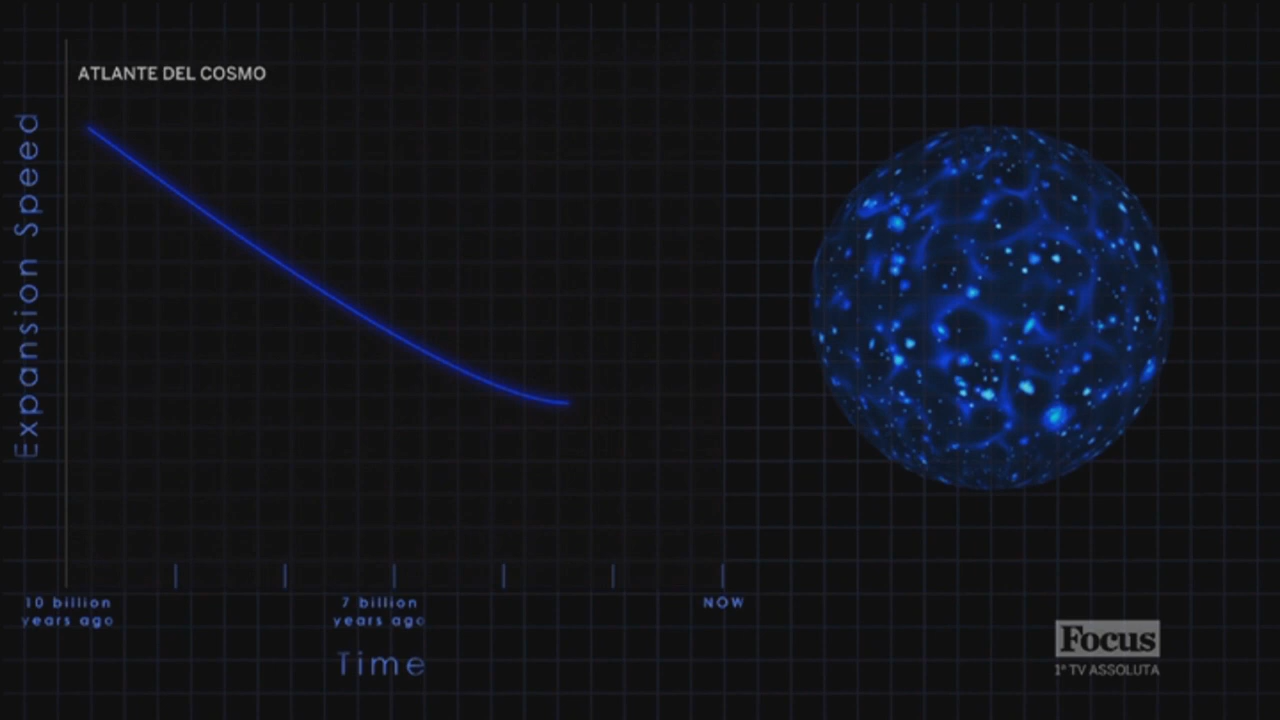 ATLANTE DEL COSMO
Expansion Speed
10 billion
years ago
7 billion
years ago
NOW
Time
Focus
1ª TV ASSOLUTA